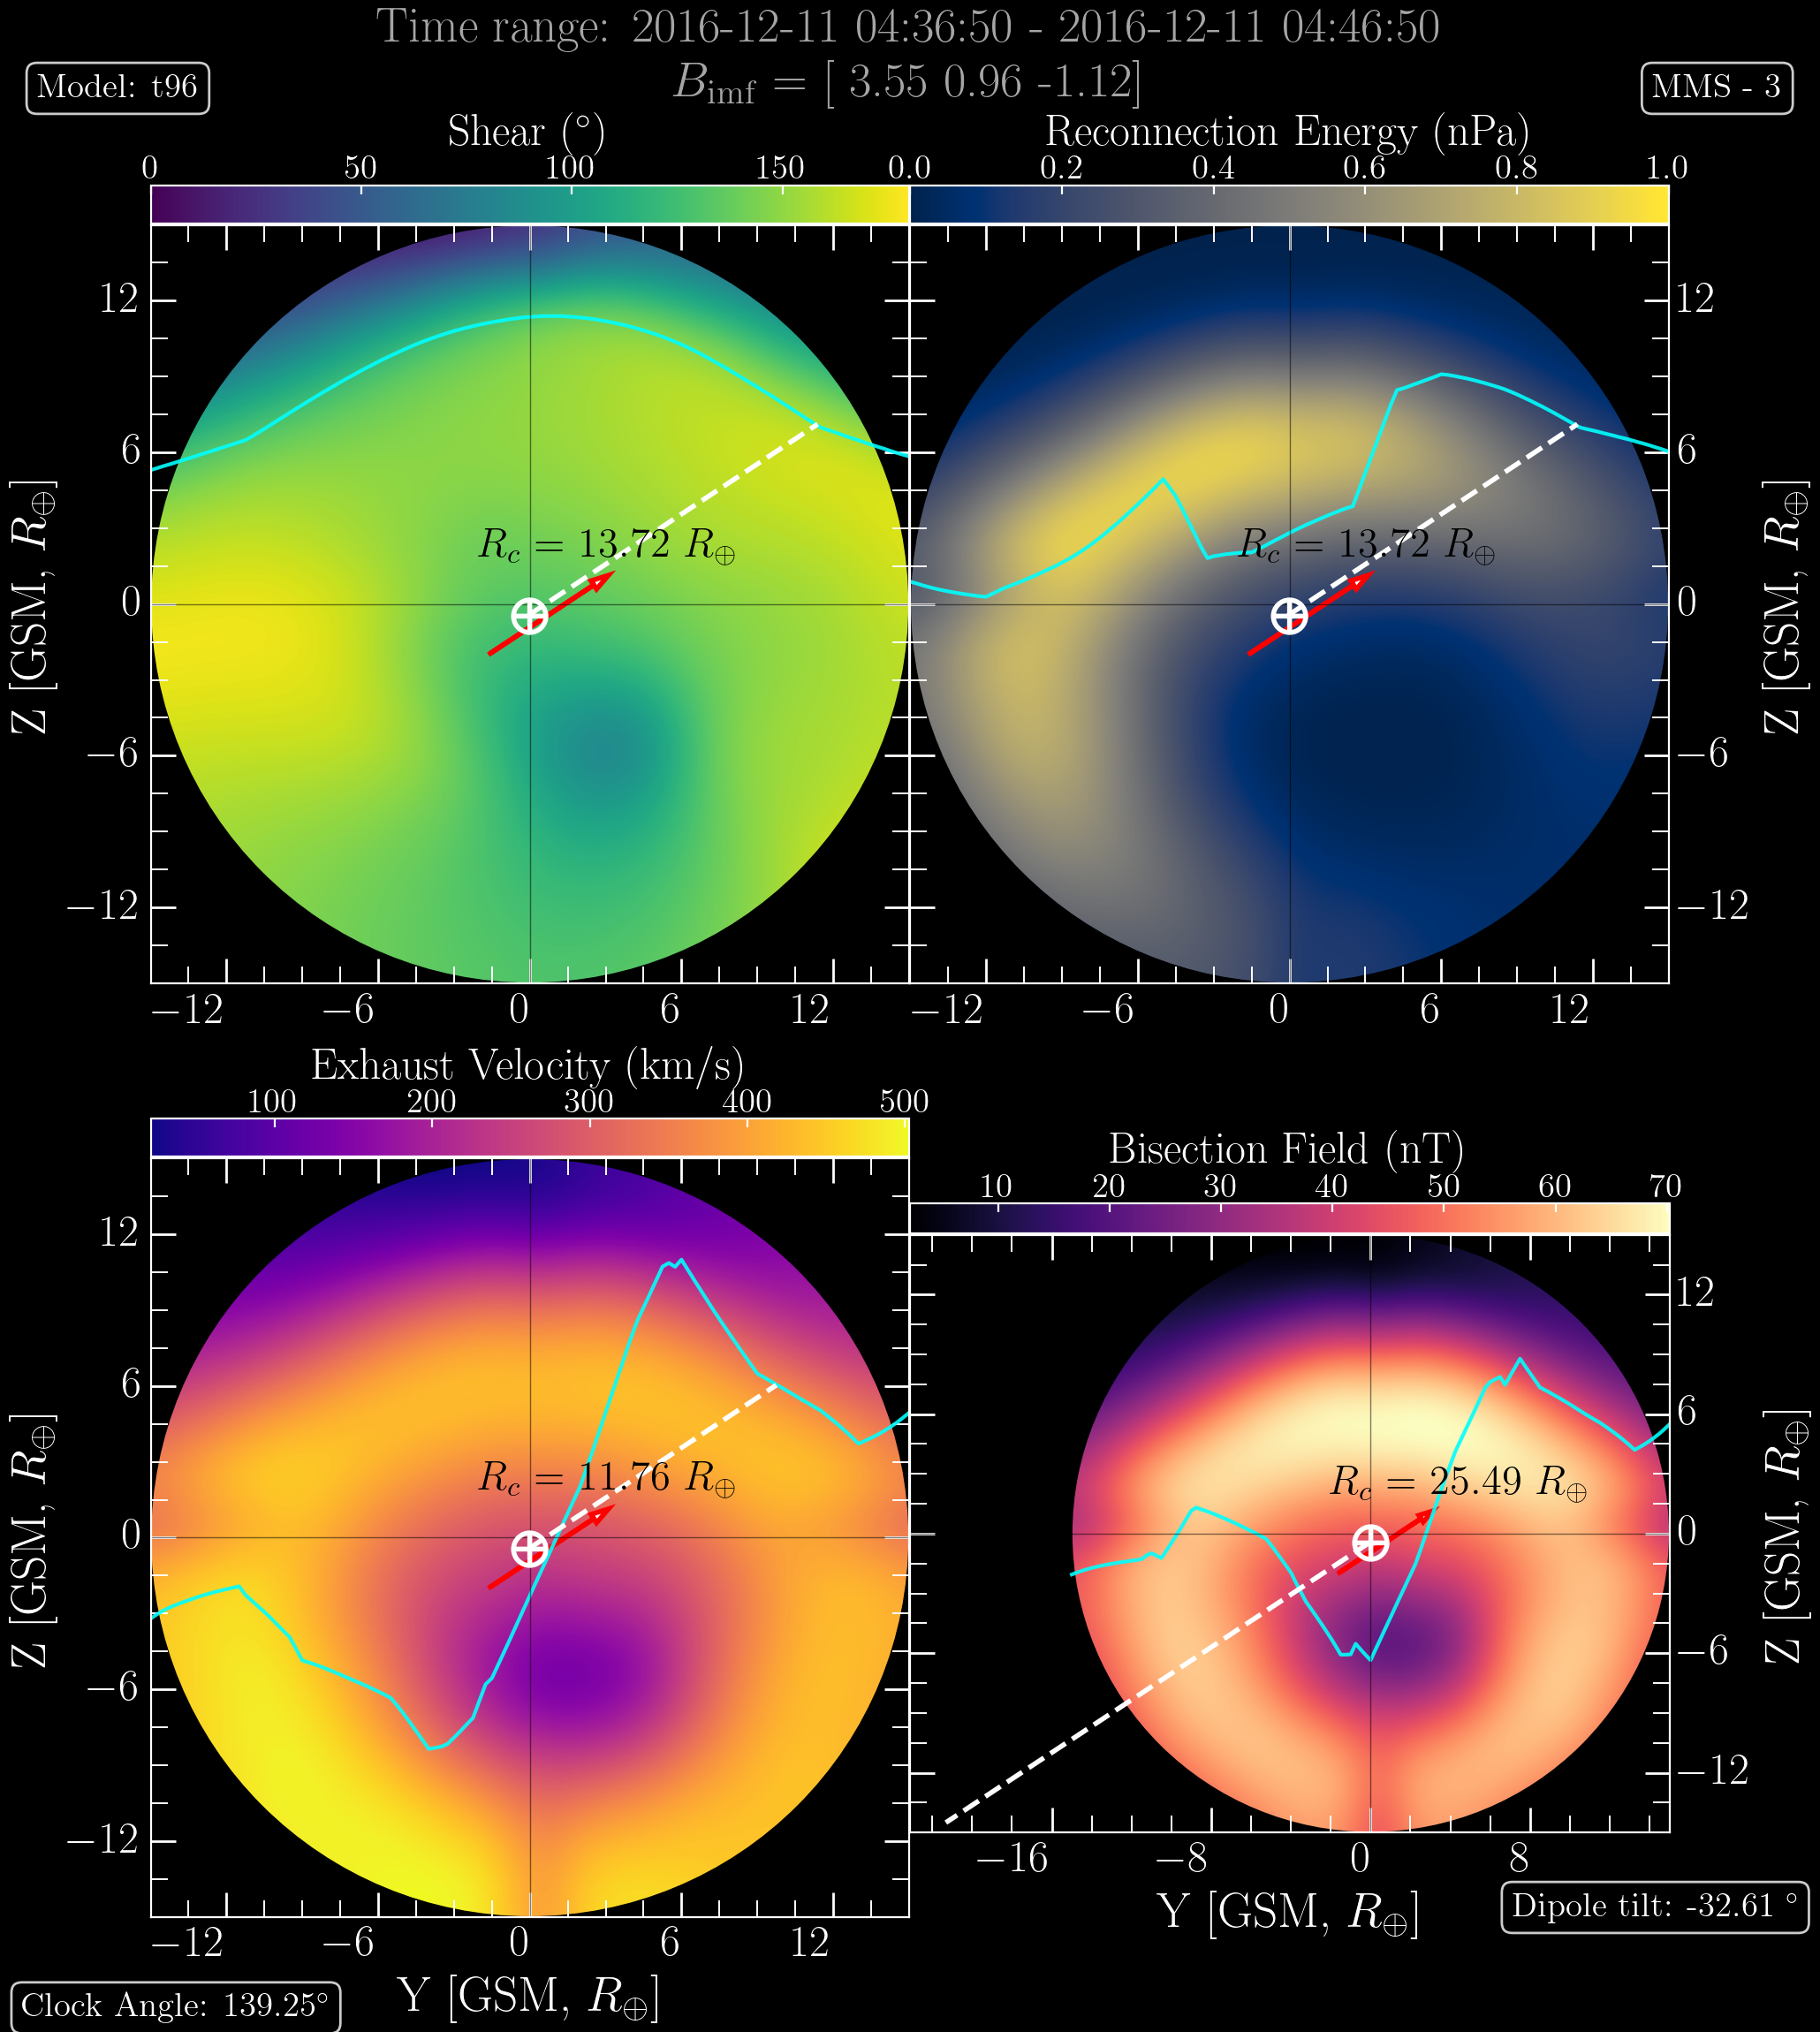 Time range: 2016-12-11 04:36:50 - 2016-12-11 04:46:50
Model: t96
B_imf = [ 3.55 0.96 -1.12]
MMS - 3
Shear (°)
0 50 100 150
Reconnection Energy (nPa)
0.0 0.2 0.4 0.6 0.8 1.0
Z [GSM, R⊕]
12
6
0
−6
−12
R_c = 13.72 R⊕
−12 −6 0 6 12
R_c = 13.72 R⊕
12
6
0
−6
−12
Z [GSM, R⊕]
−12 −6 0 6 12
Exhaust Velocity (km/s)
100 200 300 400 500
Z [GSM, R⊕]
12
6
0
−6
−12
R_c = 11.76 R⊕
−12 −6 0 6 12
Y [GSM, R⊕]
Bisection Field (nT)
10 20 30 40 50 60 70
R_c = 25.49 R⊕
12
6
0
−6
−12
Z [GSM, R⊕]
−16 −8 0 8
Y [GSM, R⊕]
Dipole tilt: -32.61 °
Clock Angle: 139.25°